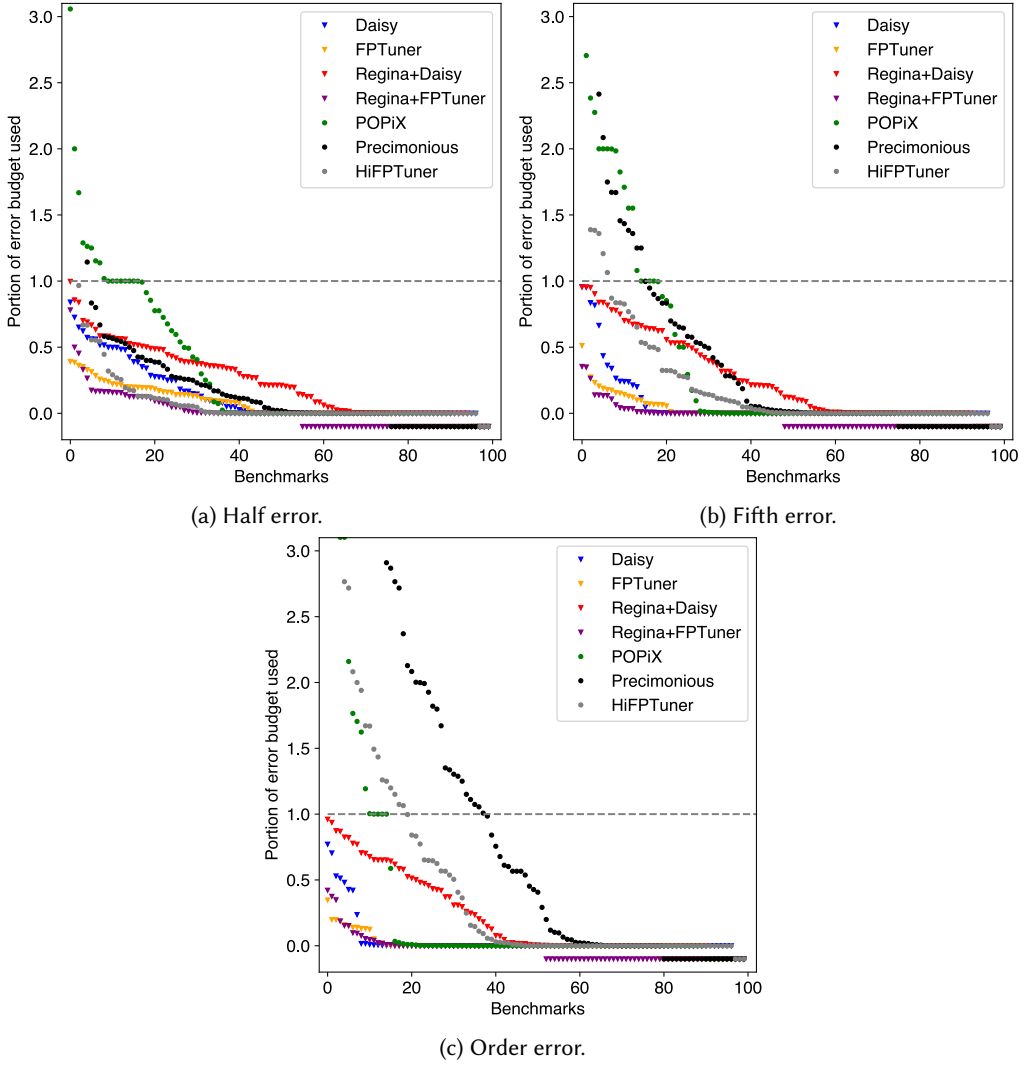 3.0
2.5
2.0
1.5
1.0
0.5
0.0
Portion of error budget used
Daisy
FPTuner
Regina+Daisy
Regina+FPTuner
POPiX
Precimonious
HiFPTuner
0 20 40 60 80 100
Benchmarks
(a) Half error.
3.0
2.5
2.0
1.5
1.0
0.5
0.0
Portion of error budget used
Daisy
FPTuner
Regina+Daisy
Regina+FPTuner
POPiX
Precimonious
HiFPTuner
0 20 40 60 80 100
Benchmarks
(b) Fifth error.
3.0
2.5
2.0
1.5
1.0
0.5
0.0
Portion of error budget used
Daisy
FPTuner
Regina+Daisy
Regina+FPTuner
POPiX
Precimonious
HiFPTuner
0 20 40 60 80 100
Benchmarks
(c) Order error.